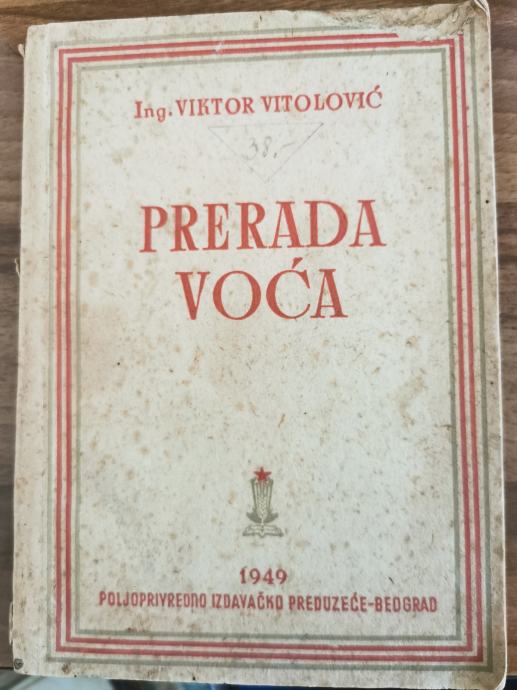 Ing. VIKTOR VITOLOVIĆ
38.-
PRERADA
VOĆA
1949
POLJOPRIVREDNO IZDAVAČKO PREDUZEĆE-BEOGRAD